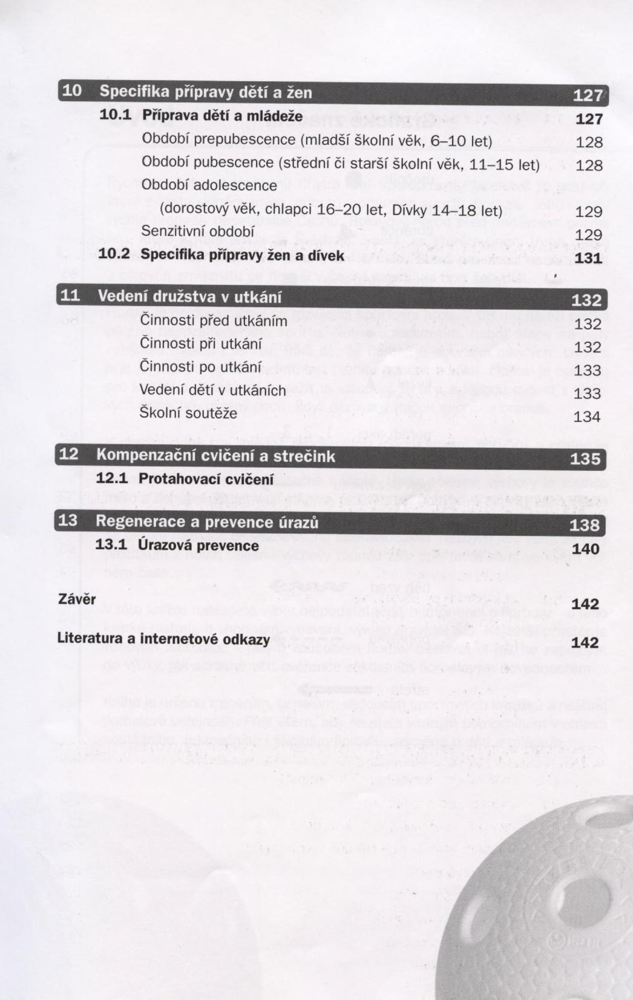 10 Specifika přípravy dětí a žen 127
10.1 Příprava dětí a mládeže 127
Období prepubescence (mladší školní věk, 6–10 let) 128
Období pubescence (střední či starší školní věk, 11–15 let) 128
Období adolescence
(dorostový věk, chlapci 16–20 let, Dívky 14–18 let) 129
Senzitivní období 129
10.2 Specifika přípravy žen a dívek 131
11 Vedení družstva v utkání 132
Činnosti před utkáním 132
Činnosti při utkání 132
Činnosti po utkání 133
Vedení dětí v utkáních 133
Školní soutěže 134
12 Kompenzační cvičení a strečink 135
12.1 Protahovací cvičení
13 Regenerace a prevence úrazů 138
13.1 Úrazová prevence 140
Závěr 142
Literatura a internetové odkazy 142